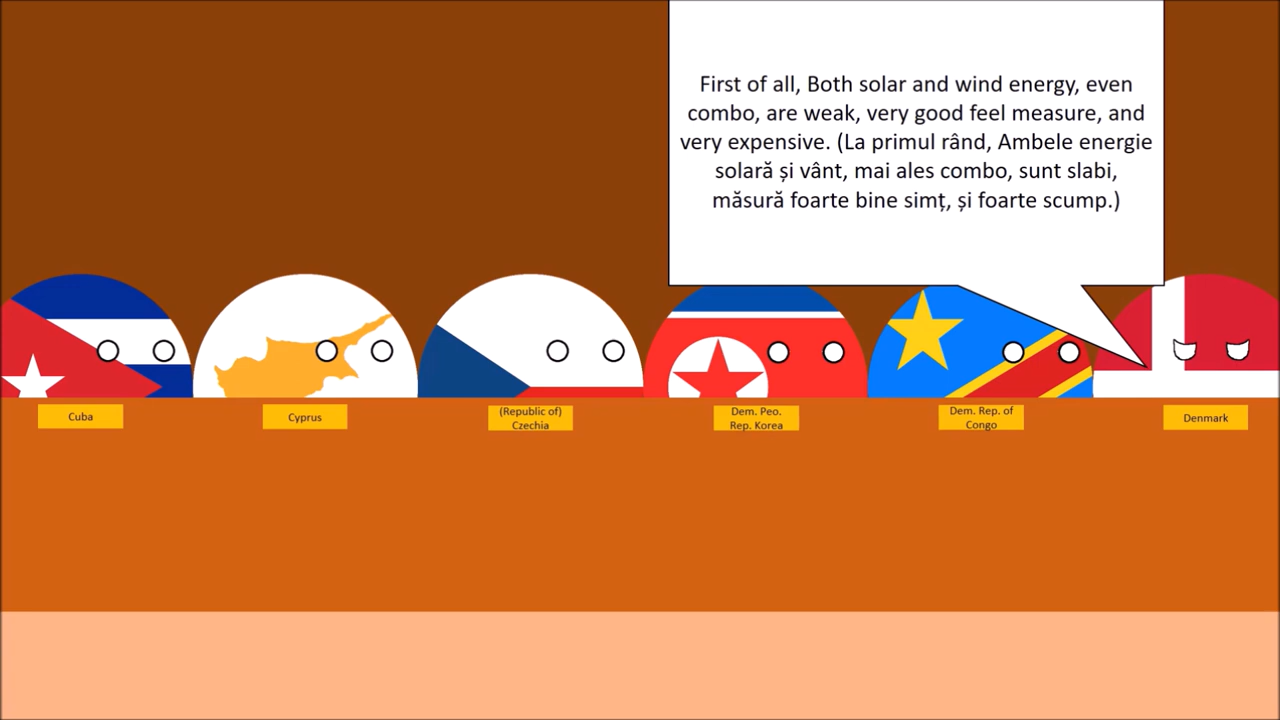 First of all, Both solar and wind energy, even
combo, are weak, very good feel measure, and
very expensive. (La primul rând, Ambele energie
solară și vânt, mai ales combo, sunt slabi,
măsură foarte bine simț, și foarte scump.)
Cuba
Cyprus
(Republic of)
Czechia
Dem. Peo.
Rep. Korea
Dem. Rep. of
Congo
Denmark